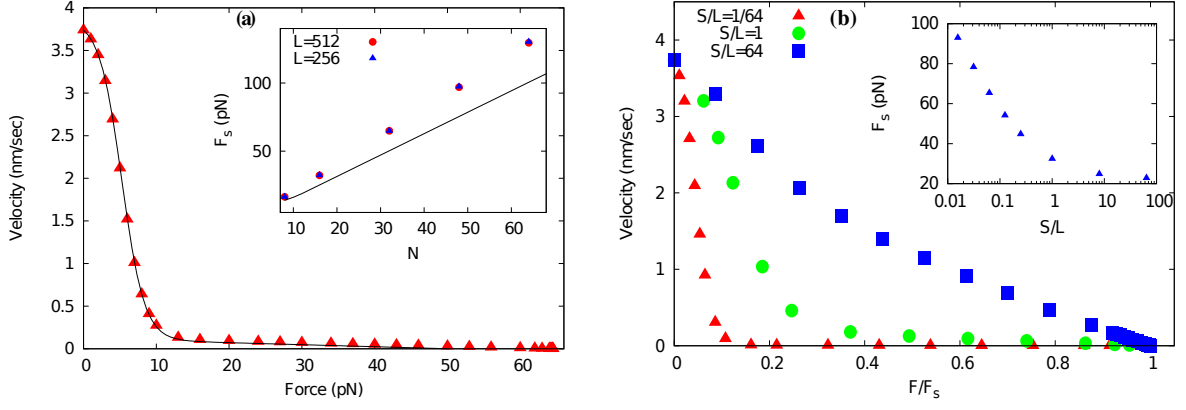 (a)
Velocity (nm/sec)
4
3.5
3
2.5
2
1.5
1
0.5
0
0 10 20 30 40 50 60
Force (pN)
L=512
L=256
F s (pN)
100
50
10 20 30 40 50 60
N
(b)
S/L=1/64
S/L=1
S/L=64
Velocity (nm/sec)
4
3
2
1
0
0 0.2 0.4 0.6 0.8 1
F/Fs
F s (pN)
100
80
60
40
20
0.01 0.1 1 10 100
S/L